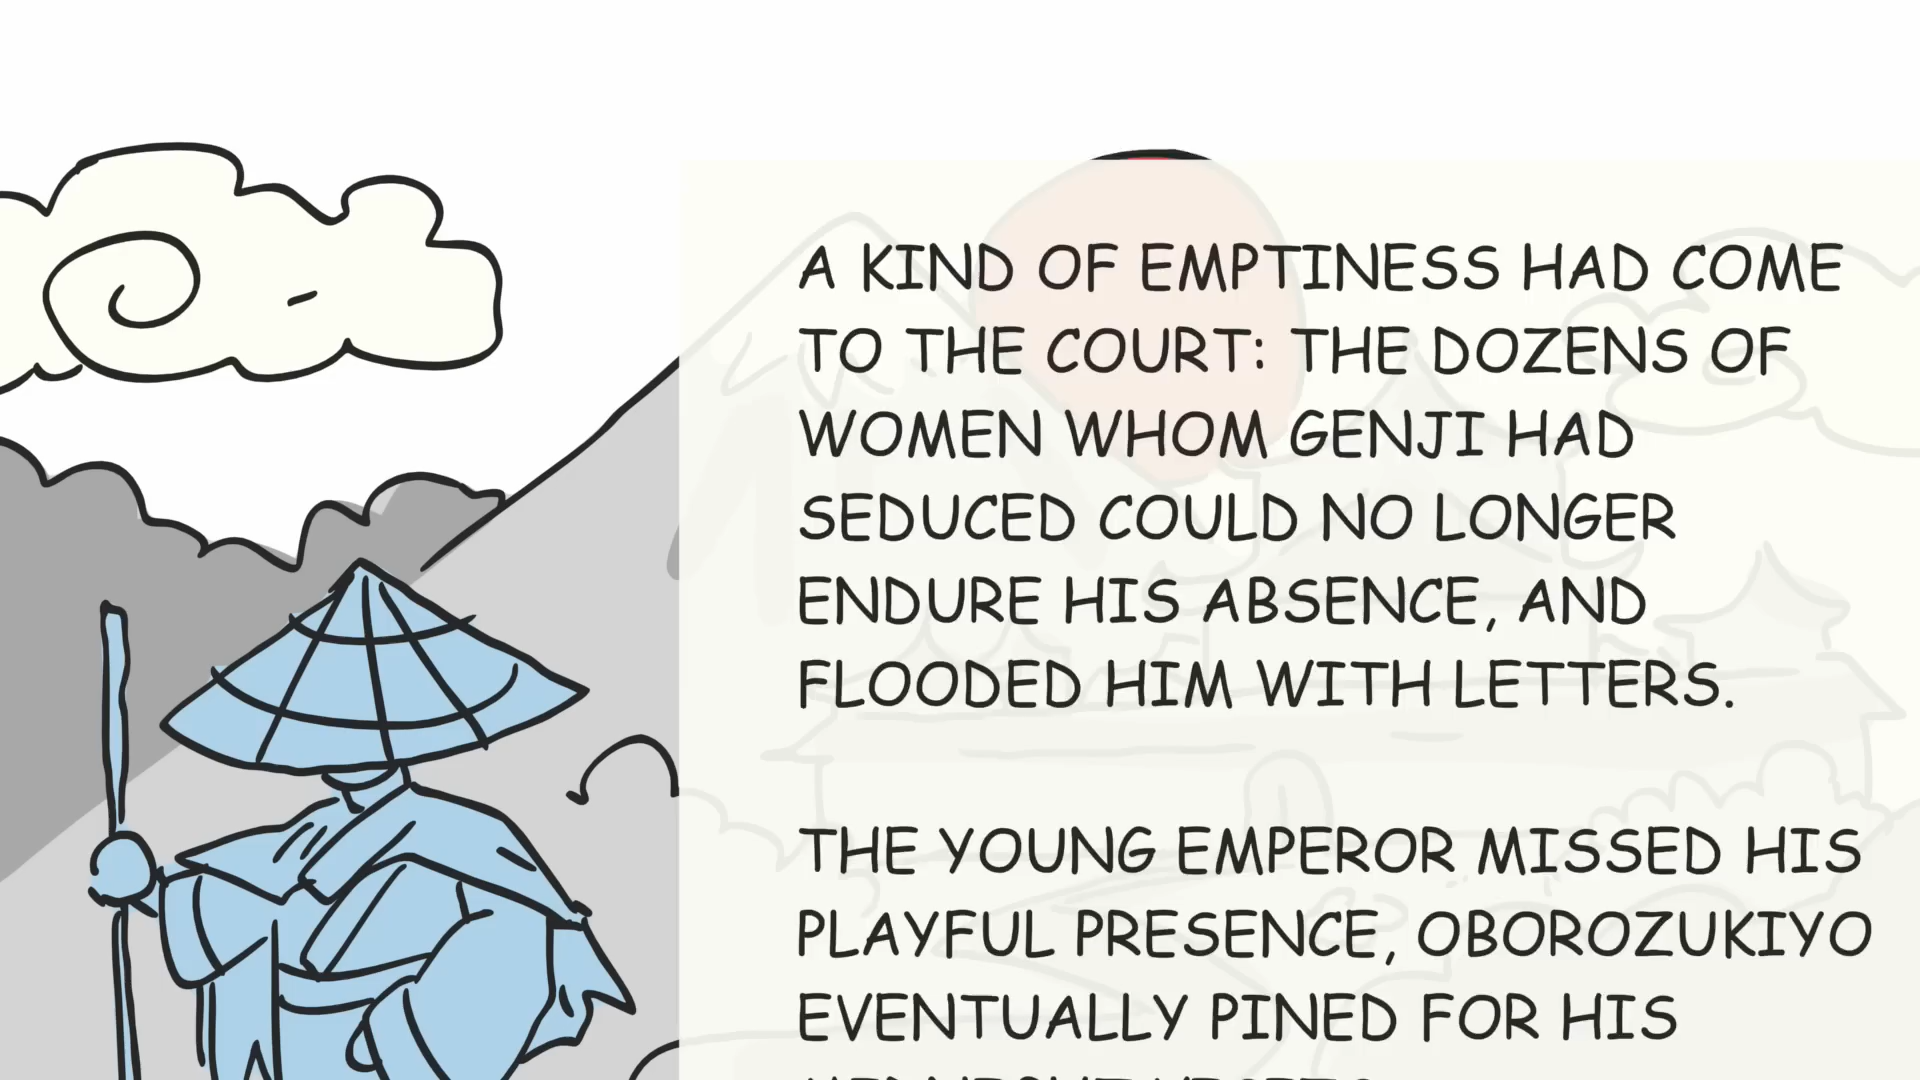 A KIND OF EMPTINESS HAD COME
TO THE COURT: THE DOZENS OF
WOMEN WHOM GENJI HAD
SEDUCED COULD NO LONGER
ENDURE HIS ABSENCE, AND
FLOODED HIM WITH LETTERS.
THE YOUNG EMPEROR MISSED HIS
PLAYFUL PRESENCE, OBOROZUKIYO
EVENTUALLY PINED FOR HIS